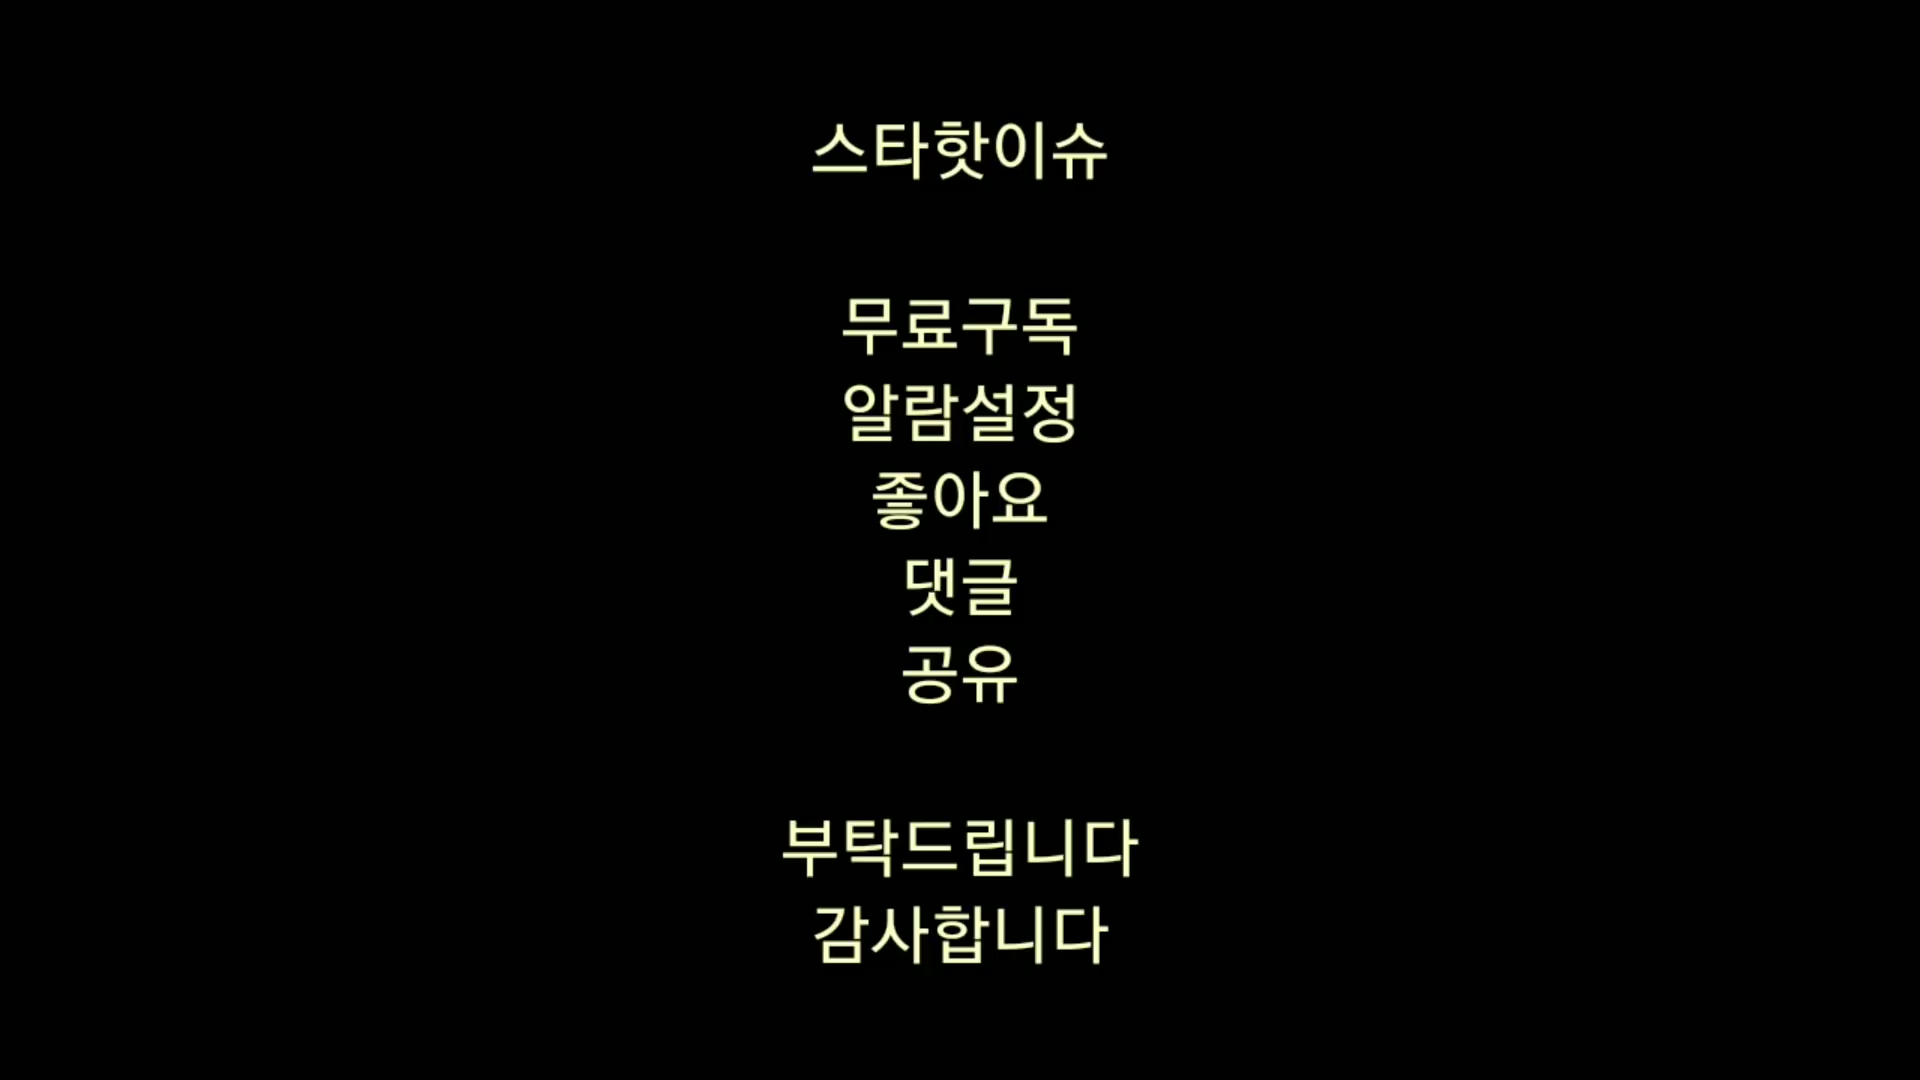 스타핫이슈
무료구독
알람설정
좋아요
댓글
공유
부탁드립니다
감사합니다